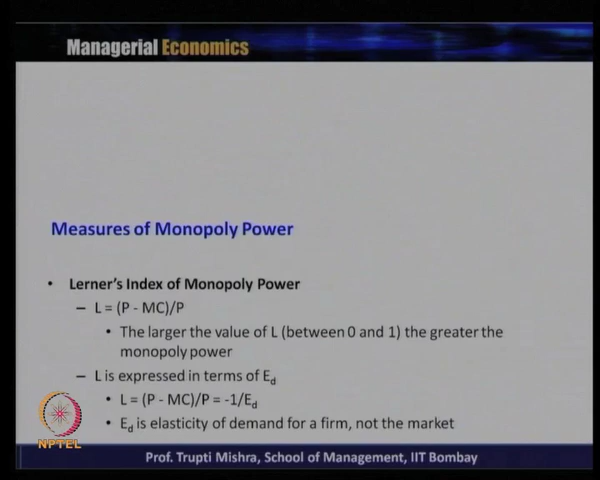 Managerial Economics
Measures of Monopoly Power
• Lerner's Index of Monopoly Power
– L = (P - MC)/P
• The larger the value of L (between 0 and 1) the greater the
monopoly power
– L is expressed in terms of Ed
• L = (P - MC)/P = -1/Ed
• Ed is elasticity of demand for a firm, not the market
NPTEL
Prof. Trupti Mishra, School of Management, IIT Bombay